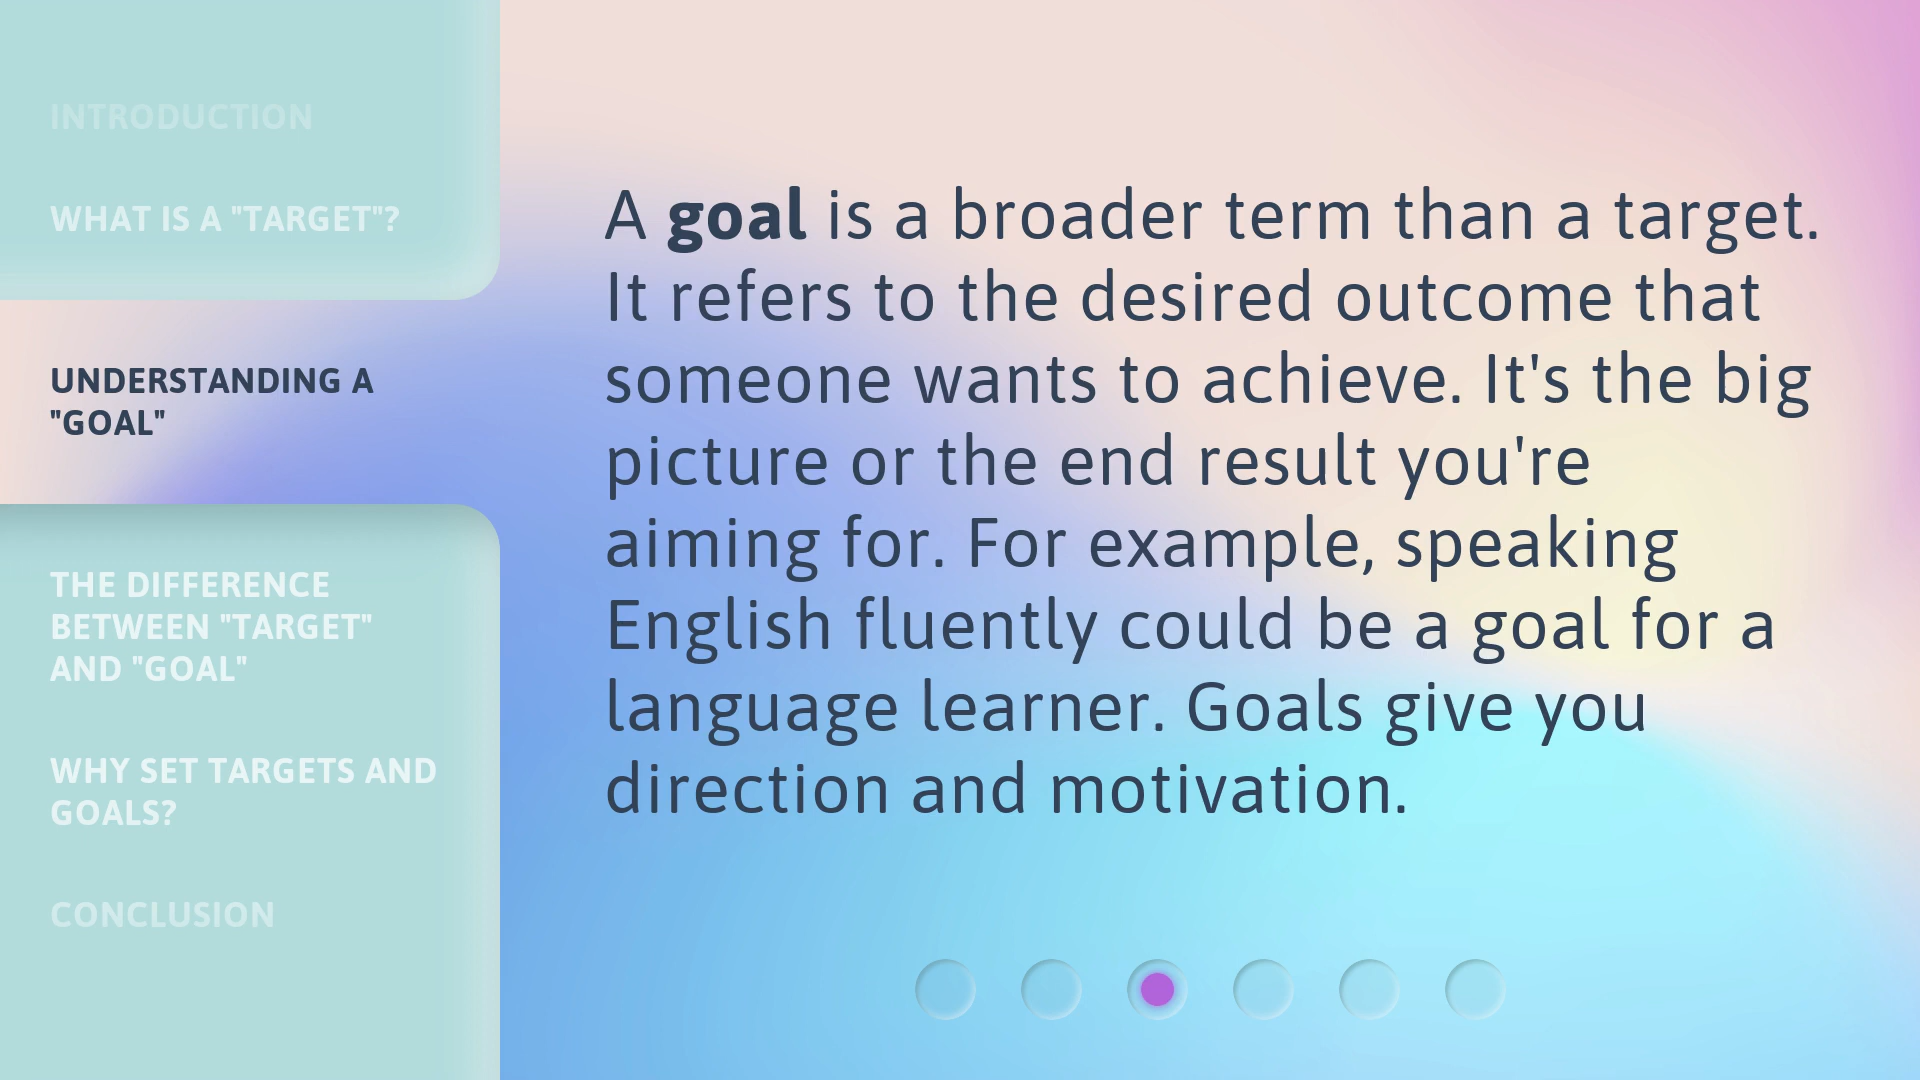 INTRODUCTION
WHAT IS A "TARGET"?
UNDERSTANDING A
"GOAL"
THE DIFFERENCE
BETWEEN "TARGET"
AND "GOAL"
WHY SET TARGETS AND
GOALS?
CONCLUSION
A goal is a broader term than a target.
It refers to the desired outcome that
someone wants to achieve. It's the big
picture or the end result you're
aiming for. For example, speaking
English fluently could be a goal for a
language learner. Goals give you
direction and motivation.